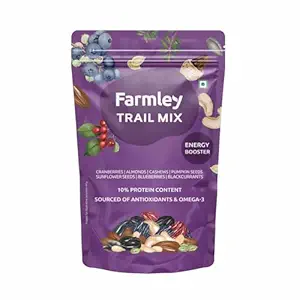 Farmley
TRAIL MIX
ENERGY
BOOSTER
CRANBERRIES | ALMONDS | CASHEWS | PUMPKIN SEEDS
SUNFLOWER SEEDS | BLUEBERRIES | BLACKCURRANTS
10% PROTEIN CONTENT
SOURCED OF ANTIOXIDANTS & OMEGA-3